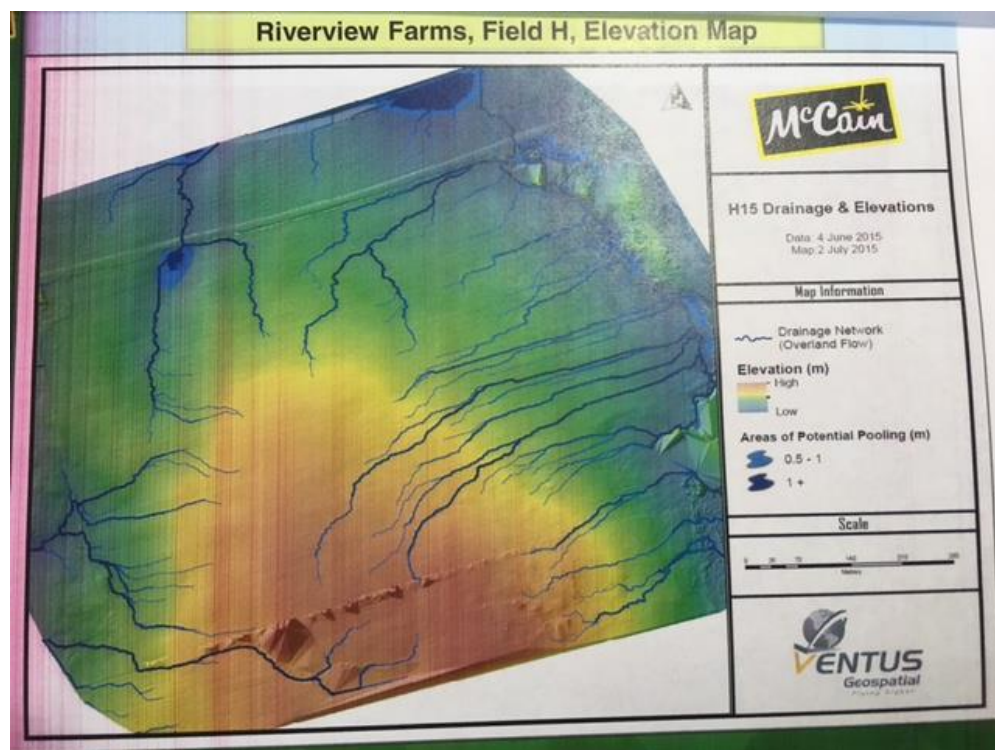 Riverview Farms, Field H, Elevation Map
McCain
H15 Drainage & Elevations
Data: 4 June 2015
Map:2 July 2015
Map Information
Drainage Network
(Overland Flow)
Elevation (m)
High
Low
Areas of Potential Pooling (m)
0.5 - 1
1 +
Scale
Metres
VENTUS
Geospatial